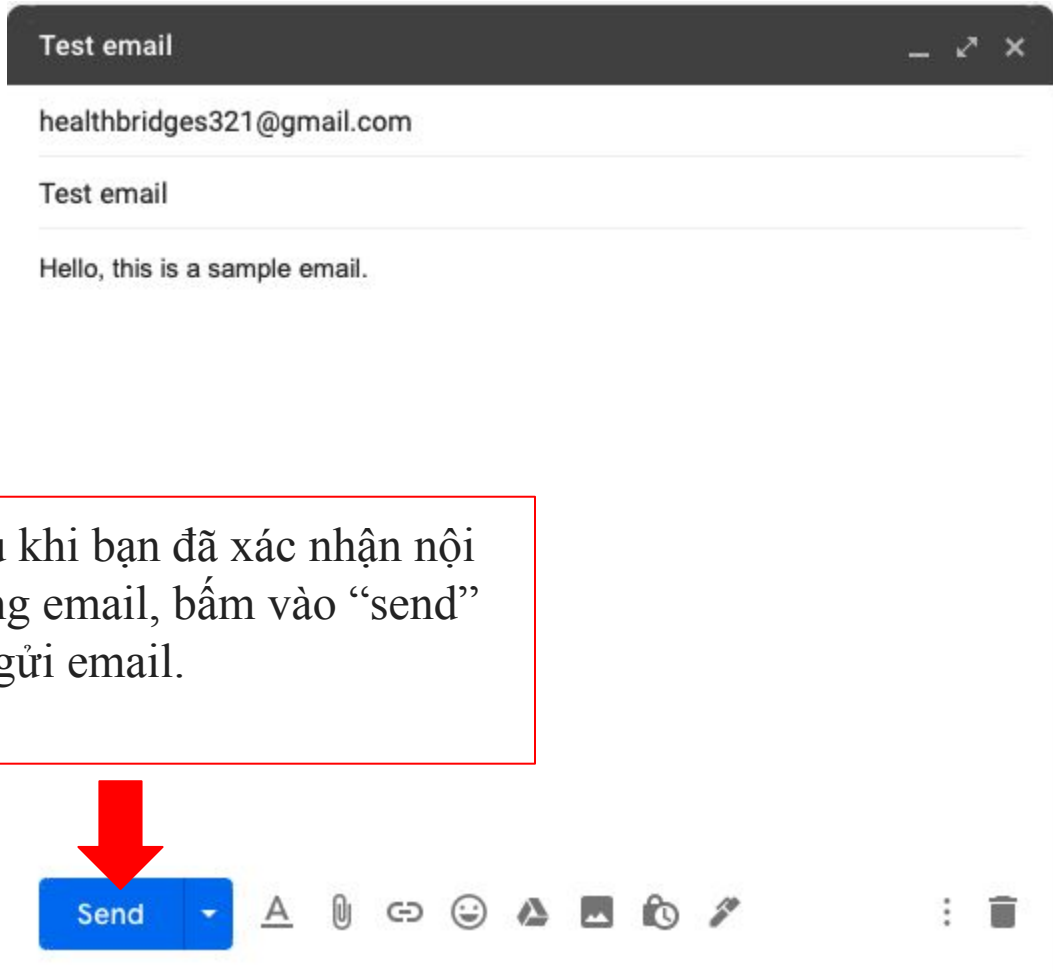 Test email
healthbridges321@gmail.com
Test email
Hello, this is a sample email.
khi bạn đã xác nhận nội
email, bấm vào “send”
gửi email.
Send